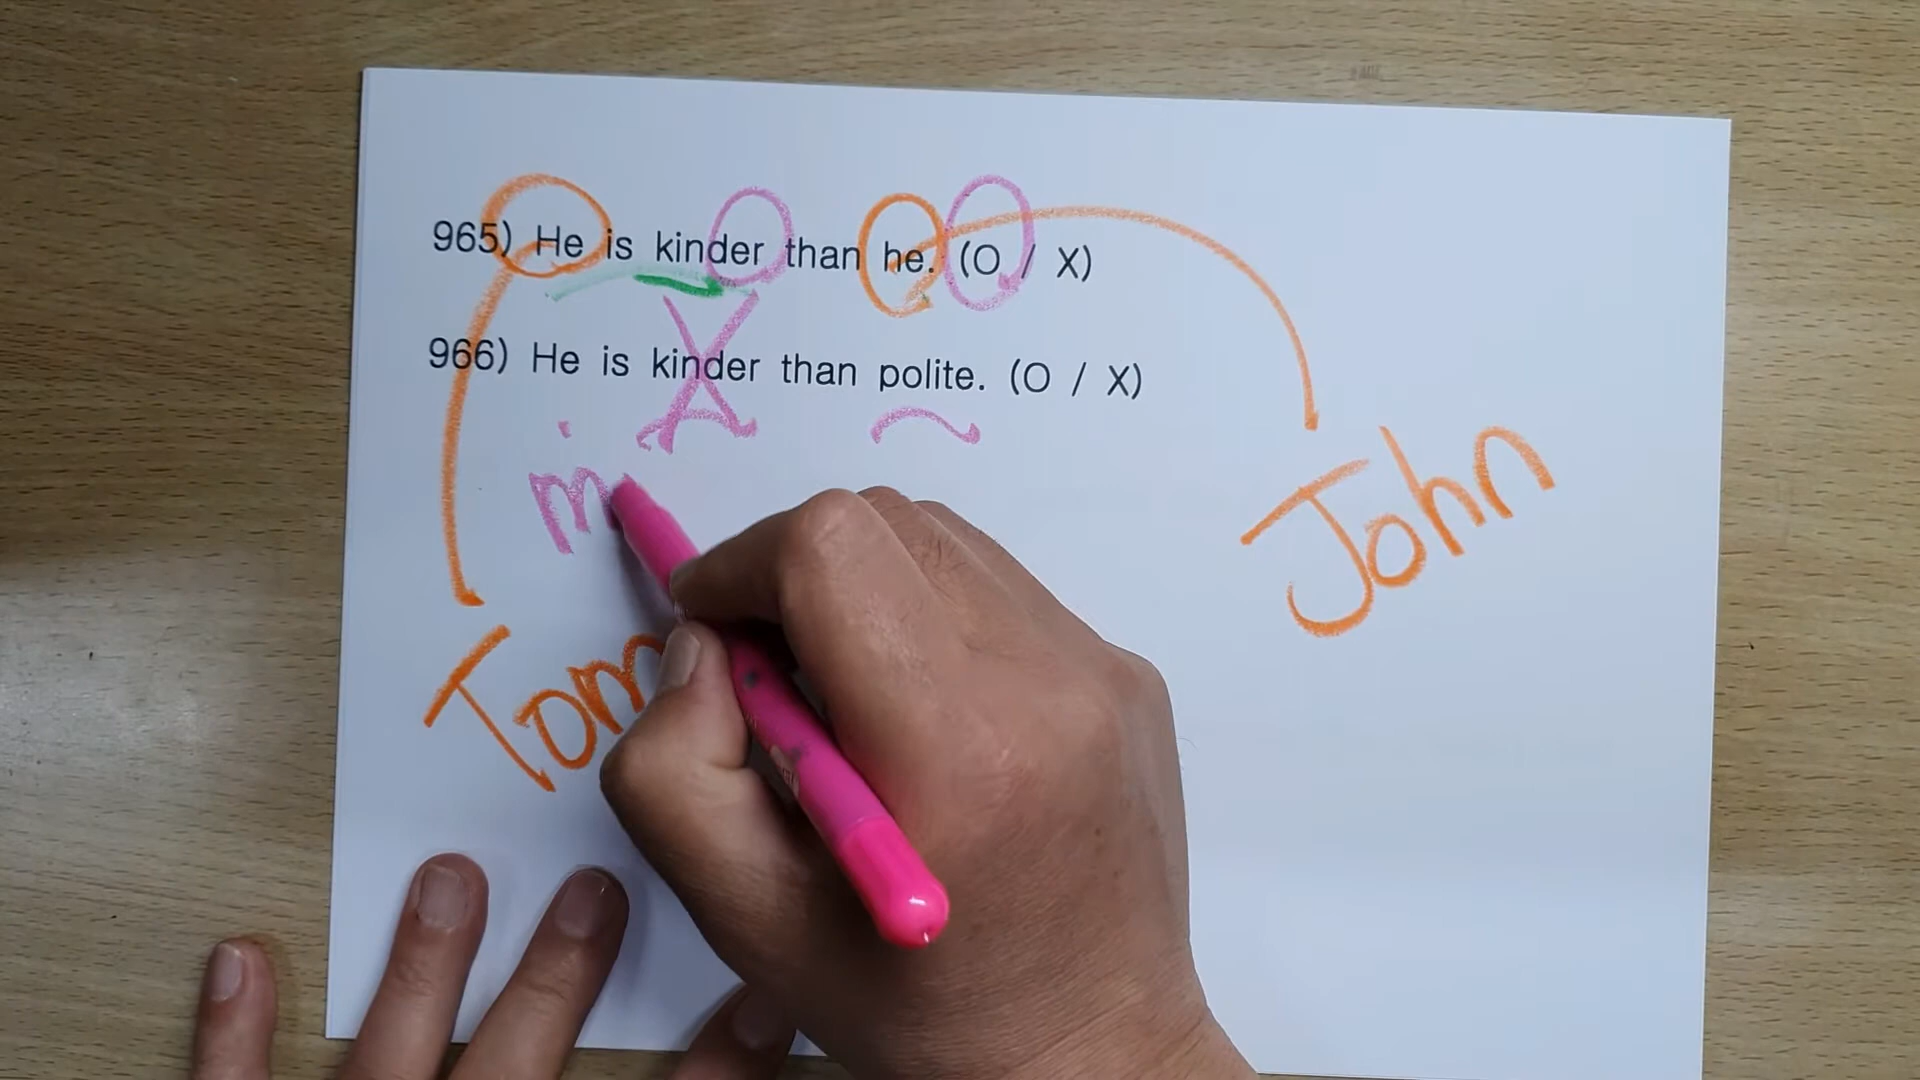 965) He is kinder than he. (O / X)
966) He is kinder than polite. (O / X)
m
John
Tom